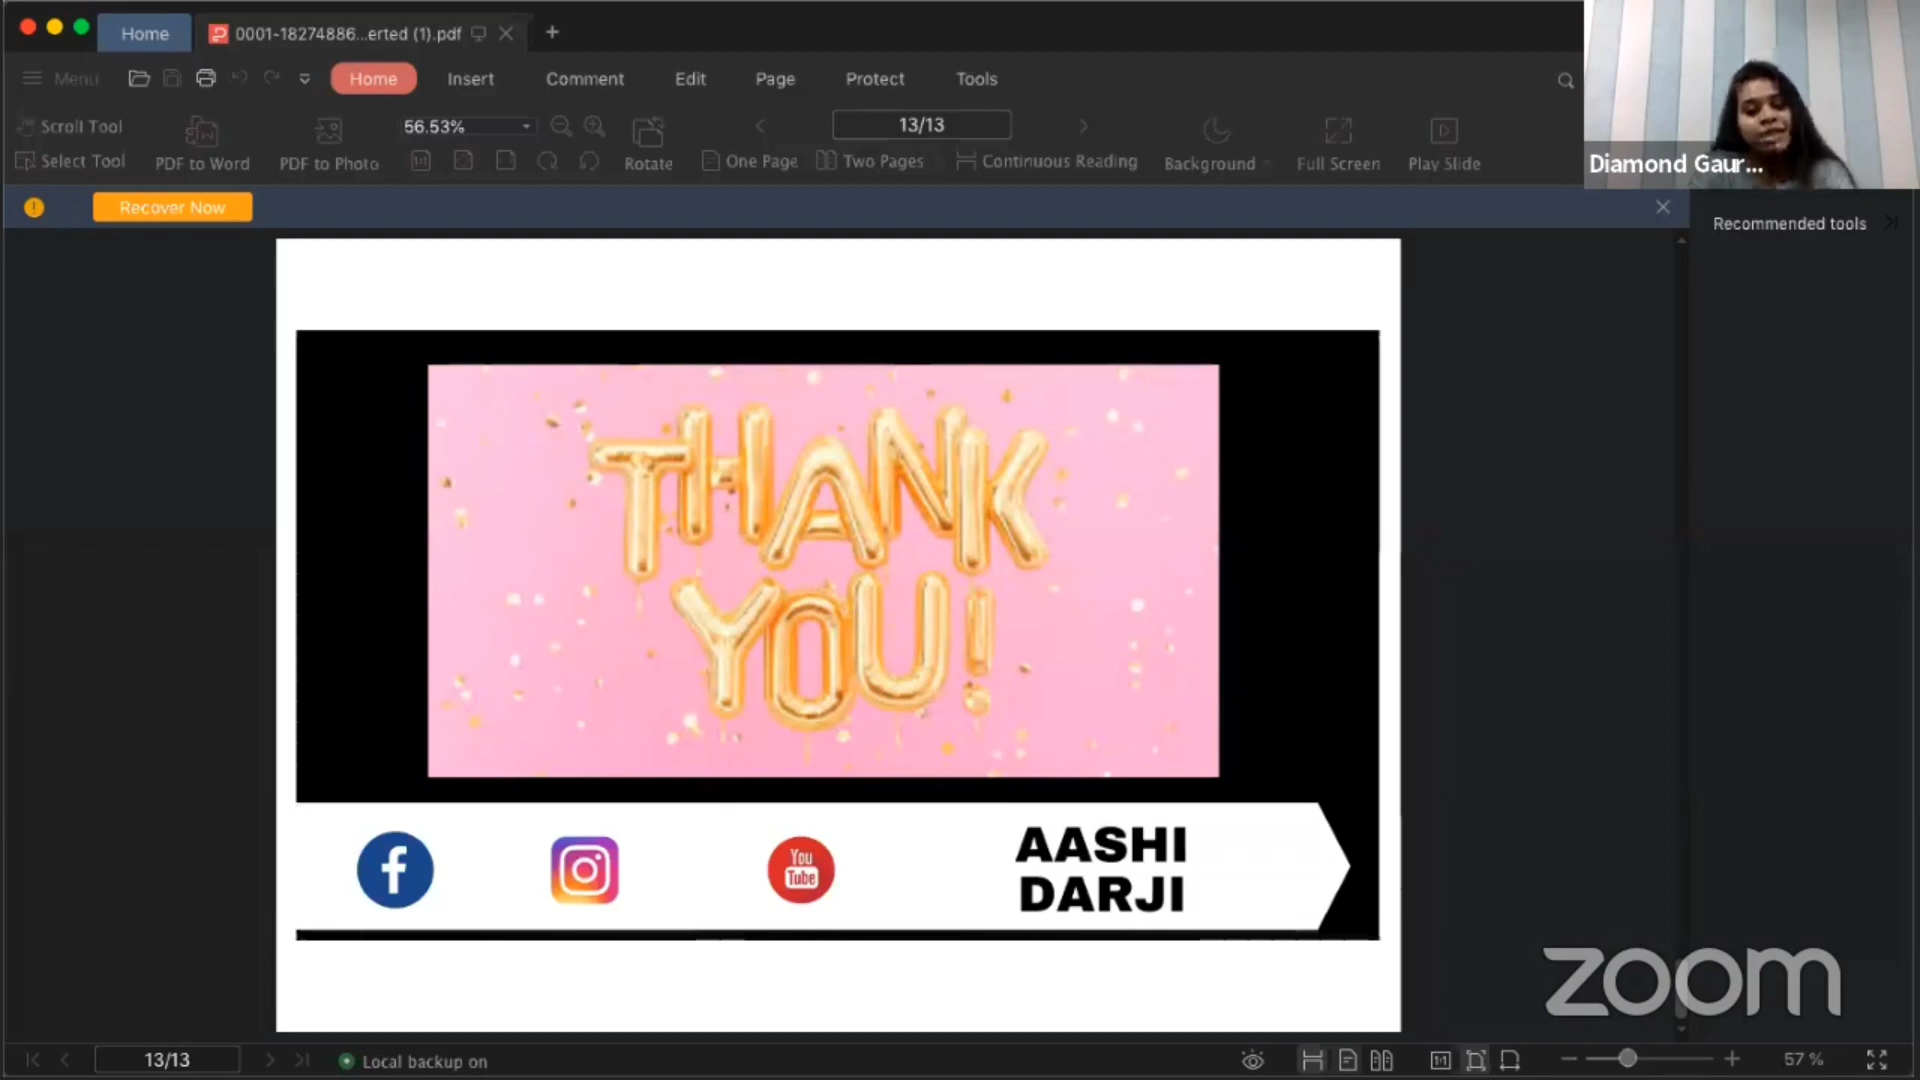 Home
0001-18274886...erted (1).pdf
Menu
Home Insert Comment Edit Page Protect Tools
Scroll Tool
Select Tool
PDF to Word
PDF to Photo
56.53%
Rotate
13/13
One Page Two Pages Continuous Reading
Background
Full Screen
Play Slide
Diamond Gaur...
Recover Now
Recommended tools
THANK
YOU!
You
Tube
AASHI
DARJI
zoom
13/13
Local backup on
57 %